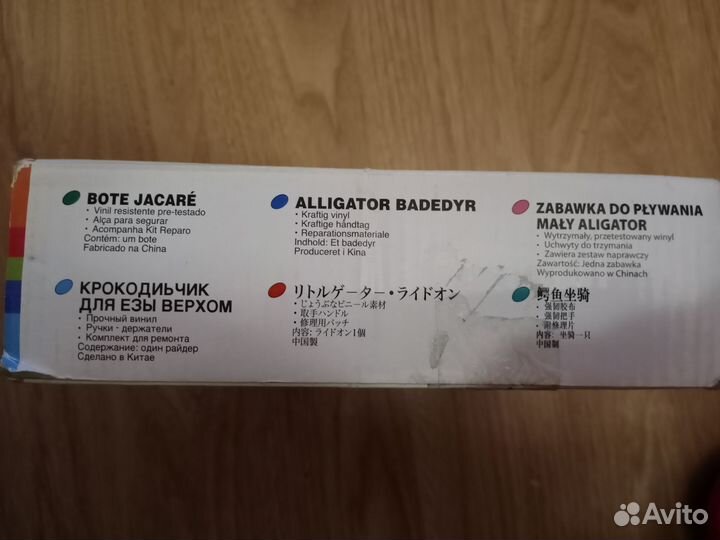 BOTE JACARÉ
• Vinil resistente pre-testado
• Alça para segurar
• Acompanha Kit Reparo
Contém: um bote
Fabricado na China
ALLIGATOR BADEDYR
• Kraftig vinyl
• Kraftige håndtag
• Reparationsmateriale
Indhold: Et badedyr
Produceret i Kina
ZABAWKA DO PŁYWANIA
MAŁY ALIGATOR
• Wytrzymały, przetestowany winyl
• Uchwyty do trzymania
• Zawiera zestaw naprawczy
Zawartość: Jedna zabawka
Wyprodukowano w Chinach
КРОКОДИЬЧИК
ДЛЯ ЕЗЫ ВЕРХОМ
• Прочный винил
• Ручки - держатели
• Комплект для ремонта
Содержание: один райдер
Сделано в Китае
リトルゲーター・ライドオン
• じょうぶなビニール素材
• 取手ハンドル
• 修理用パッチ
内容: ライドオン1個
中国製
鳄鱼坐骑
• 强韧胶布
• 强韧把手
• 附修理片
内容: 坐骑一只
中国制
Avito